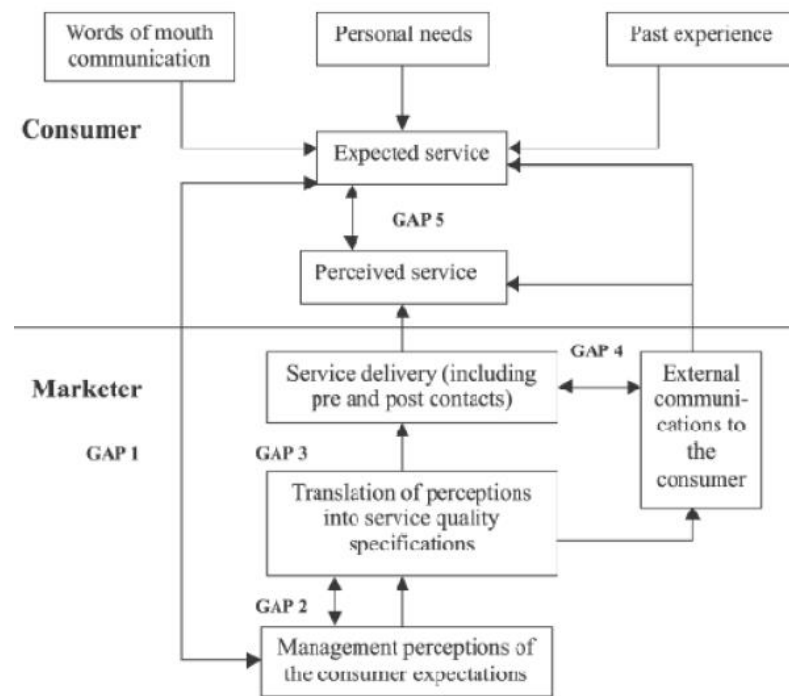 Words of mouth
communication
Personal needs
Past experience
Consumer
Expected service
GAP 5
Perceived service
GAP 4
Marketer
Service delivery (including
pre and post contacts)
External
communi-
cations to
the
consumer
GAP 1
GAP 3
Translation of perceptions
into service quality
specifications
GAP 2
Management perceptions of
the consumer expectations